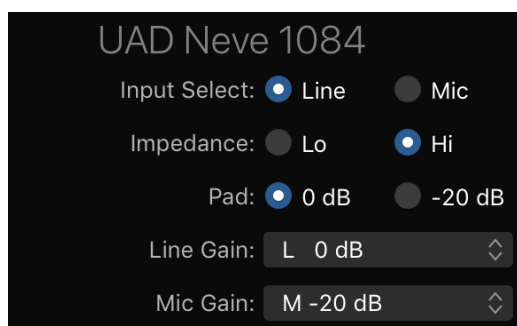 UAD Neve 1084
Input Select: Line Mic
Impedance: Lo Hi
Pad: 0 dB -20 dB
Line Gain: L 0 dB
Mic Gain: M -20 dB